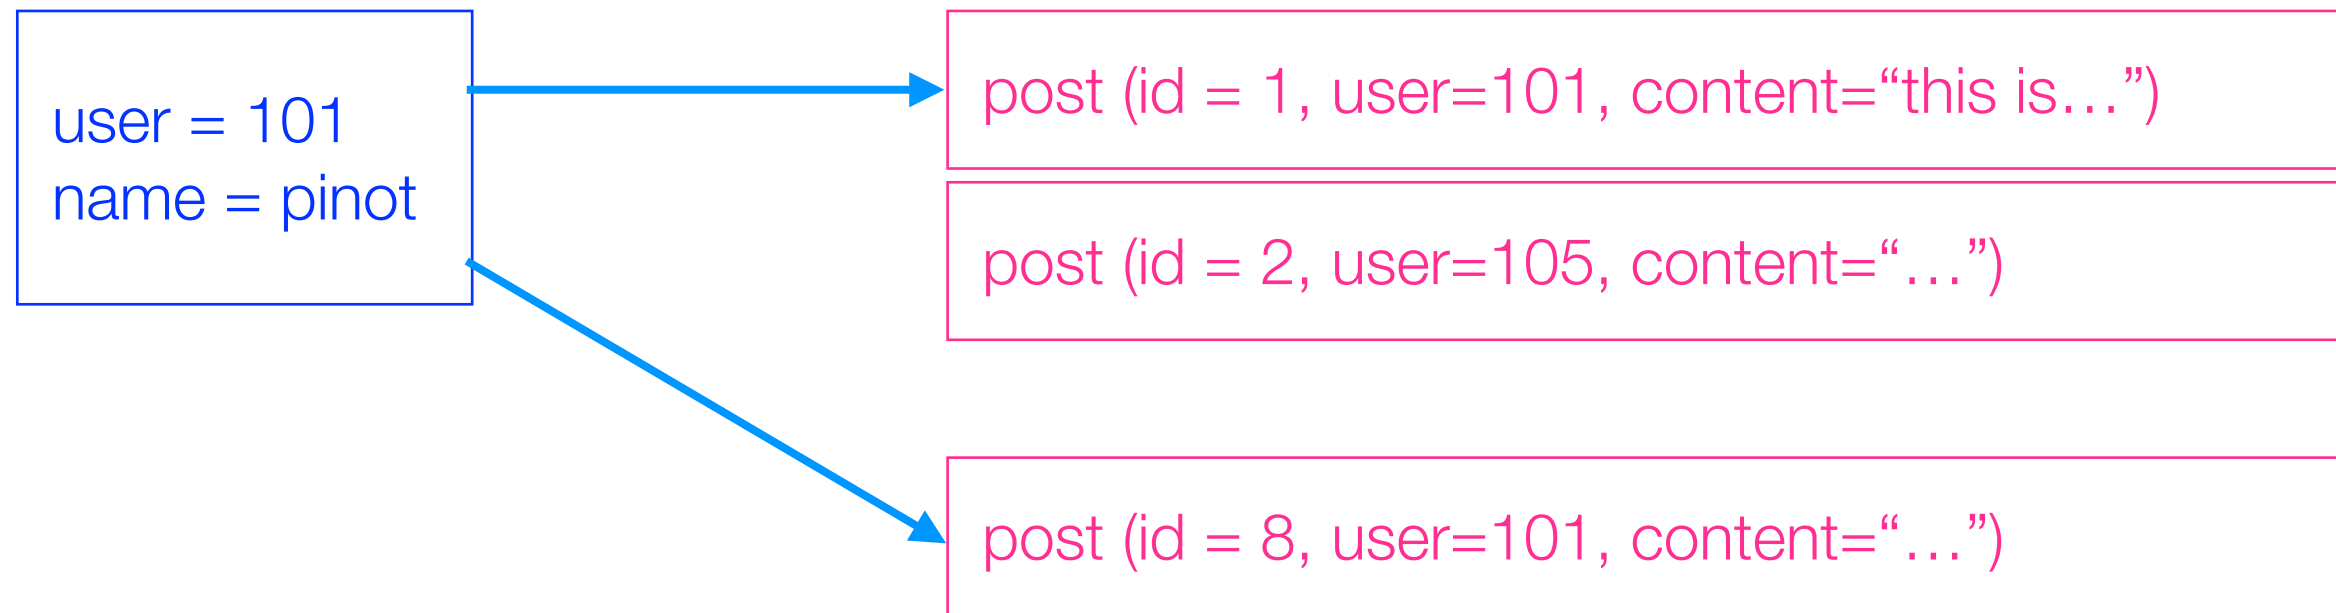 user = 101
name = pinot
post (id = 1, user=101, content=“this is…”)
post (id = 2, user=105, content=“…”)
post (id = 8, user=101, content=“…”)